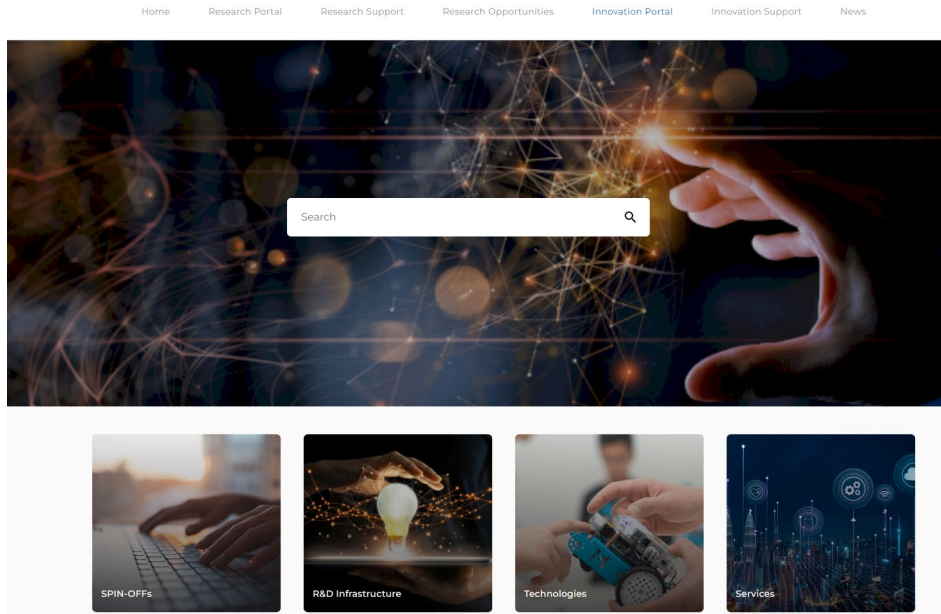 Home Research Portal Research Support Research Opportunities Innovation Portal Innovation Support News
Search
SPIN-OFFs R&D Infrastructure Technologies Services